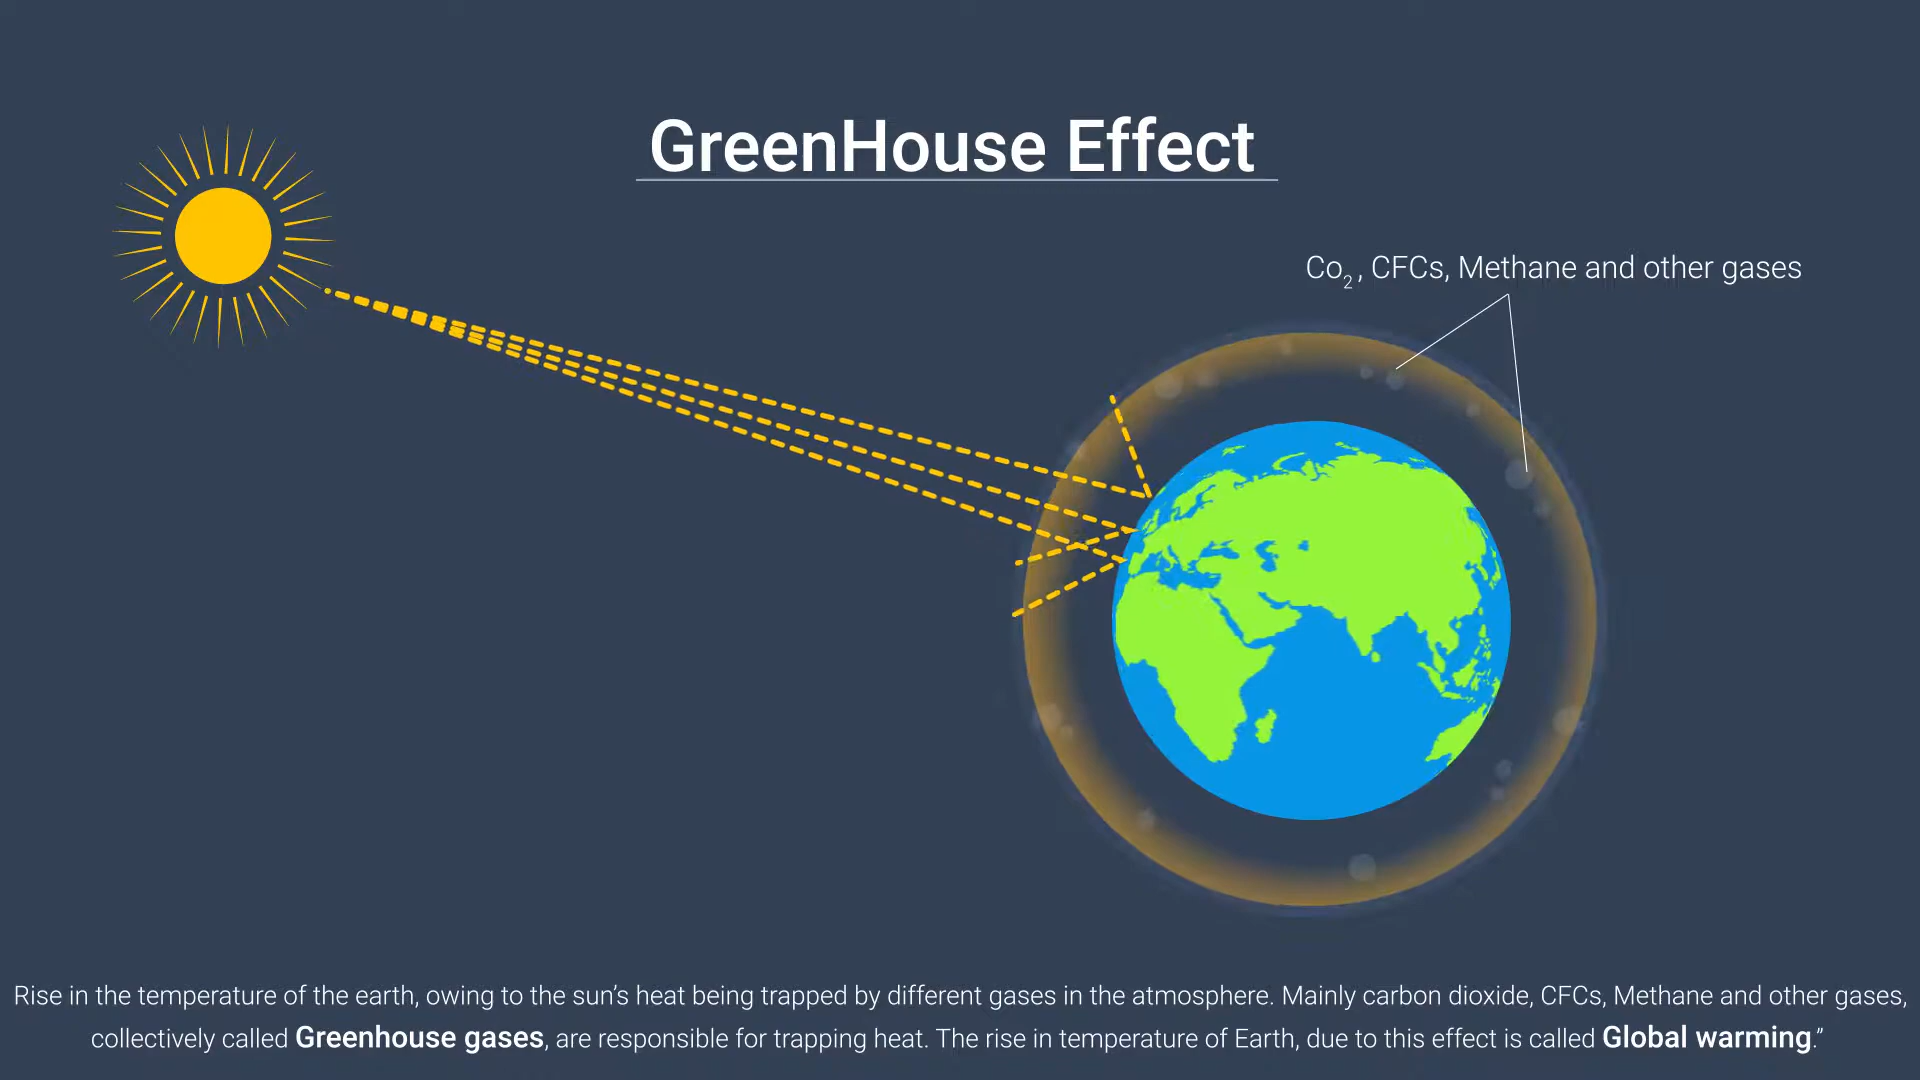 GreenHouse Effect
Co₂, CFCs, Methane and other gases
Rise in the temperature of the earth, owing to the sun’s heat being trapped by different gases in the atmosphere. Mainly carbon dioxide, CFCs, Methane and other gases,
collectively called Greenhouse gases, are responsible for trapping heat. The rise in temperature of Earth, due to this effect is called Global warming.”